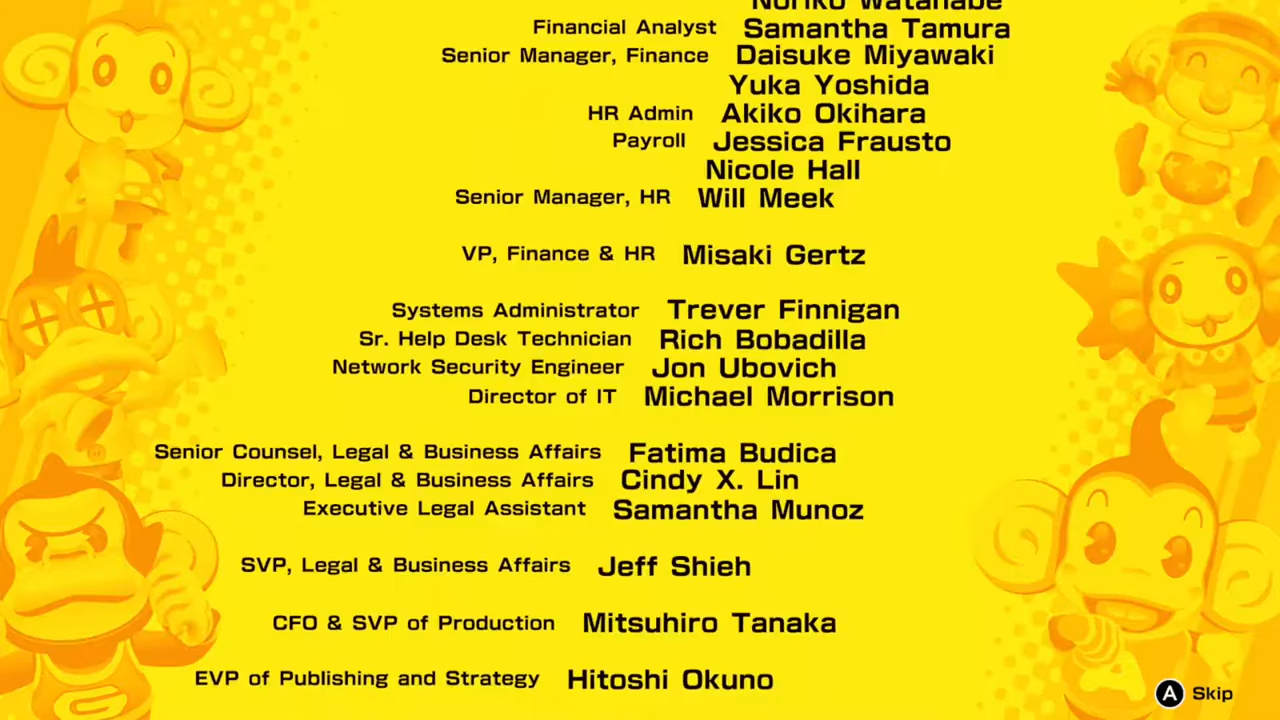 Noriko Watanabe
Financial Analyst Samantha Tamura
Senior Manager, Finance Daisuke Miyawaki
Yuka Yoshida
HR Admin Akiko Okihara
Payroll Jessica Frausto
Nicole Hall
Senior Manager, HR Will Meek
VP, Finance & HR Misaki Gertz
Systems Administrator Trever Finnigan
Sr. Help Desk Technician Rich Bobadilla
Network Security Engineer Jon Ubovich
Director of IT Michael Morrison
Senior Counsel, Legal & Business Affairs Fatima Budica
Director, Legal & Business Affairs Cindy X. Lin
Executive Legal Assistant Samantha Munoz
SVP, Legal & Business Affairs Jeff Shieh
CFO & SVP of Production Mitsuhiro Tanaka
EVP of Publishing and Strategy Hitoshi Okuno
A Skip